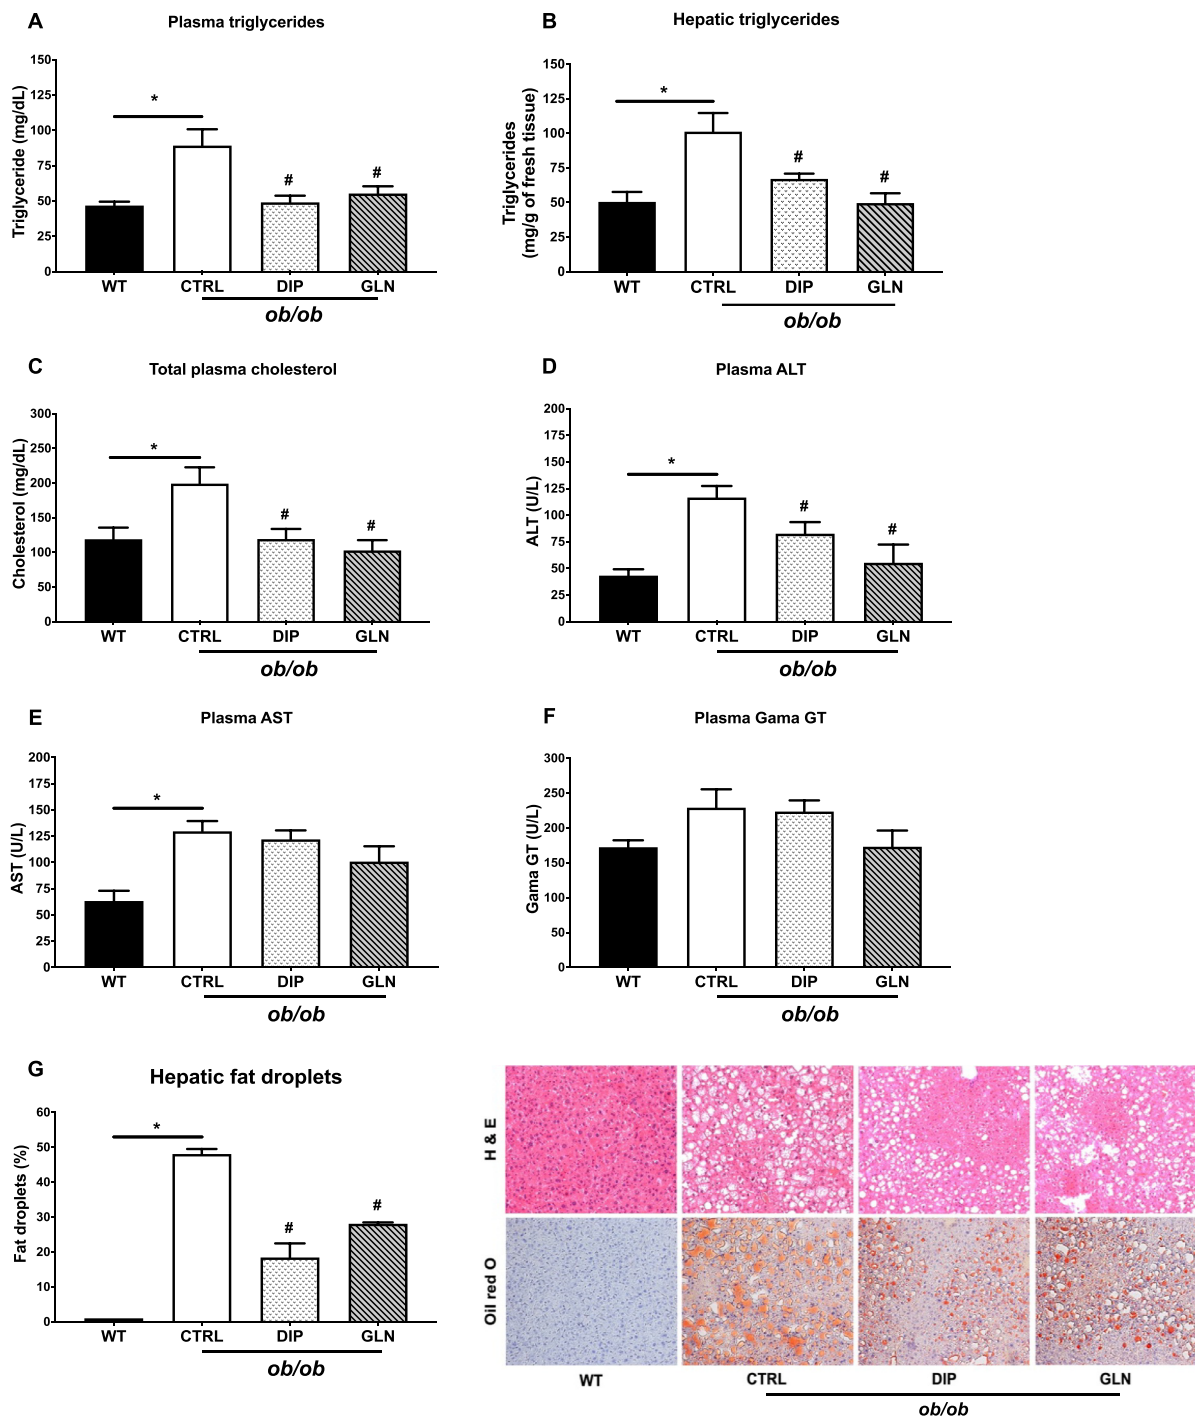 A
Plasma triglycerides
Triglyceride (mg/dL)
150
125
100
75
50
25
0
*
#
#
WT
CTRL
DIP
GLN
ob/ob
B
Hepatic triglycerides
Triglycerides
(mg/g of fresh tissue)
150
125
100
75
50
25
0
*
#
#
WT
CTRL
DIP
GLN
ob/ob
C
Total plasma cholesterol
Cholesterol (mg/dL)
300
250
200
150
100
50
0
*
#
#
WT
CTRL
DIP
GLN
ob/ob
D
Plasma ALT
ALT (U/L)
200
175
150
125
100
75
50
25
0
*
#
#
WT
CTRL
DIP
GLN
ob/ob
E
Plasma AST
AST (U/L)
200
175
150
125
100
75
50
25
0
*
WT
CTRL
DIP
GLN
ob/ob
F
Plasma Gama GT
Gama GT (U/L)
300
250
200
150
100
50
0
WT
CTRL
DIP
GLN
ob/ob
G
Hepatic fat droplets
Fat droplets (%)
60
50
40
30
20
10
0
*
#
#
WT
CTRL
DIP
GLN
ob/ob
H & E
Oil red O
WT
CTRL
DIP
GLN
ob/ob